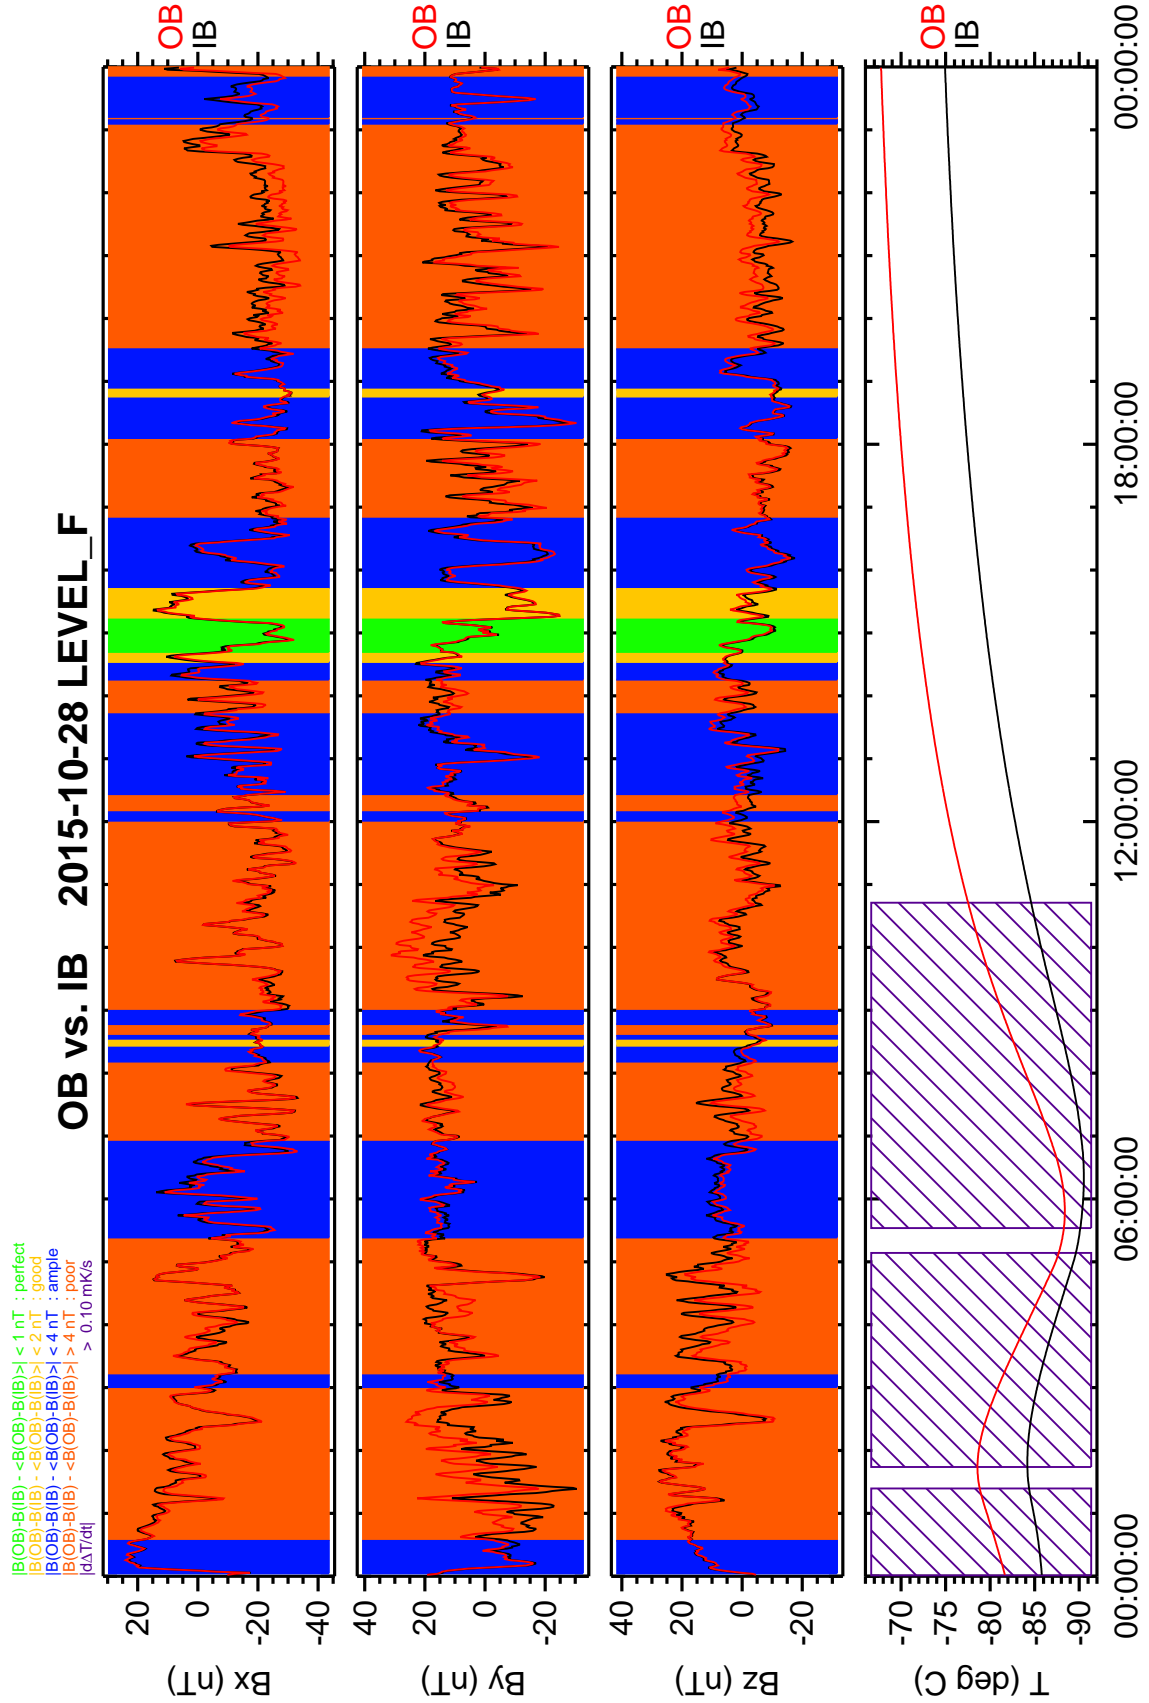 OB vs. IB 2015-10-28 LEVEL_F
|B(OB)-B(IB) - <B(OB)-B(IB)>| < 1 nT : perfect
|B(OB)-B(IB) - <B(OB)-B(IB)>| < 2 nT : good
|B(OB)-B(IB) - <B(OB)-B(IB)>| < 4 nT : ample
|B(OB)-B(IB) - <B(OB)-B(IB)>| > 4 nT : poor
|dΔT/dt| > 0.10 mK/s
Bx (nT)
20
0
-20
-40
OB
IB
By (nT)
40
20
0
-20
OB
IB
Bz (nT)
40
20
0
-20
OB
IB
T (deg C)
-70
-75
-80
-85
-90
OB
IB
00:00:00 06:00:00 12:00:00 18:00:00 00:00:00